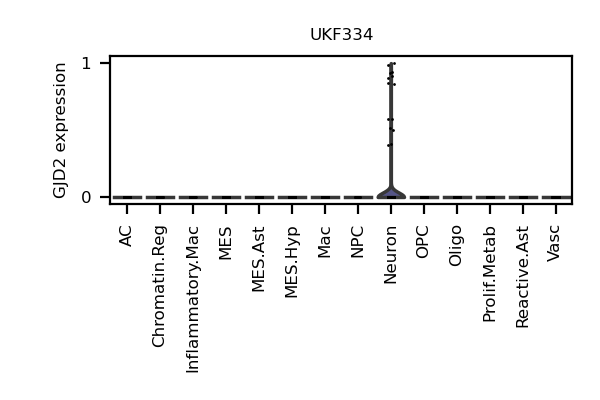 UKF334
GJD2 expression
1
0
AC
Chromatin.Reg
Inflammatory.Mac
MES
MES.Ast
MES.Hyp
Mac
NPC
Neuron
OPC
Oligo
Prolif.Metab
Reactive.Ast
Vasc